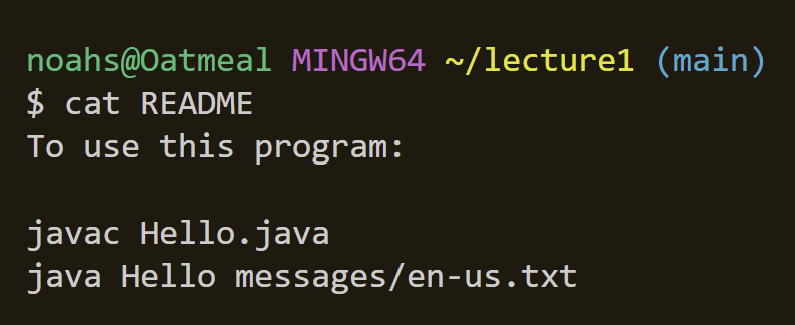 noahs@Oatmeal MINGW64 ~/lecture1 (main)
$ cat README
To use this program:
javac Hello.java
java Hello messages/en-us.txt